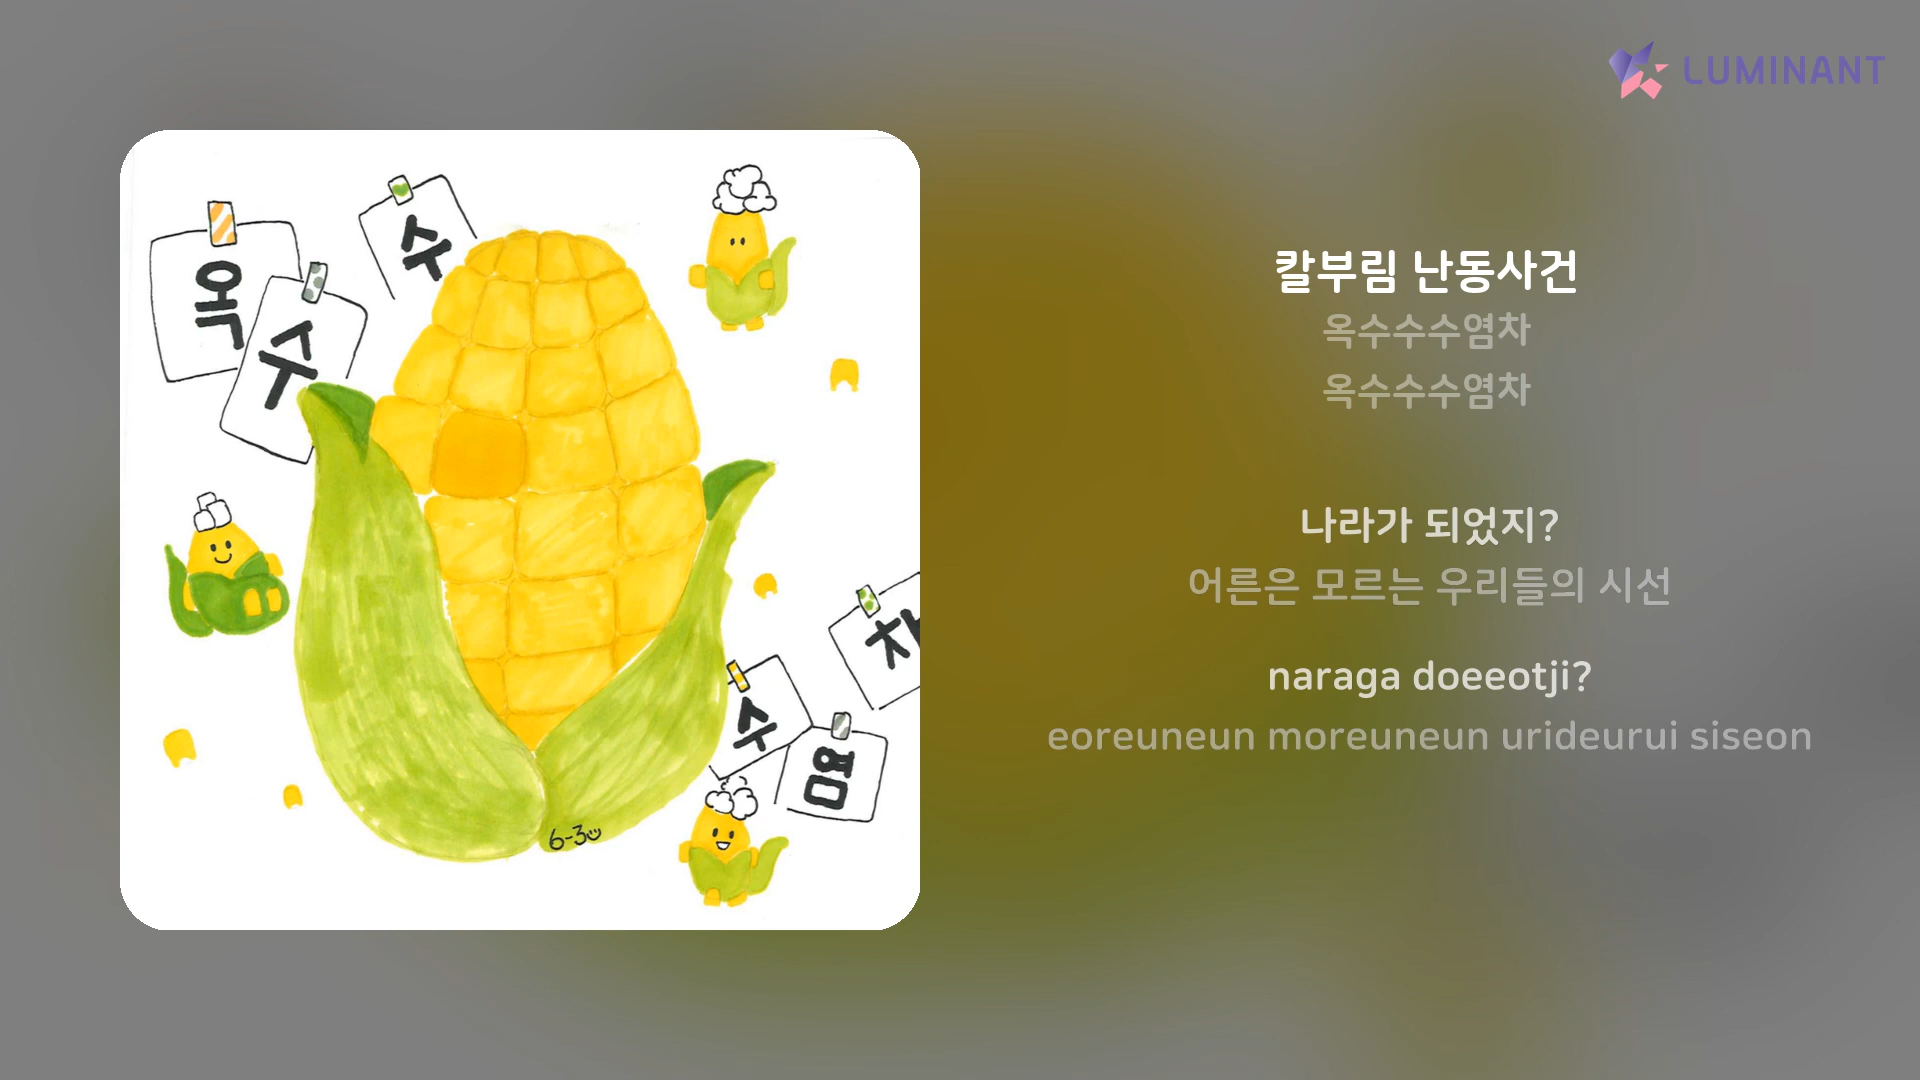 LUMINANT
옥
수
수
수
염
차
6-3
칼부림 난동사건
옥수수수염차
옥수수수염차
나라가 되었지?
어른은 모르는 우리들의 시선
naraga doeeotji?
eoreuneun moreuneun urideurui siseon